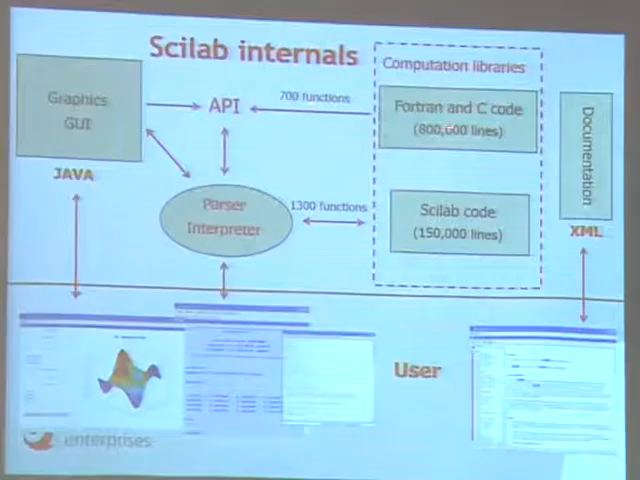 Scilab internals
Computation libraries
Graphics
GUI
API
700 functions
Fortran and C code
(800,000 lines)
Documentation
JAVA
Parser
Interpreter
1300 functions
Scilab code
(150,000 lines)
XML
User
enterprises